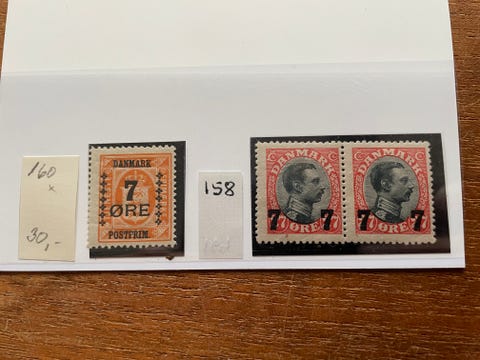 160
x
30,-
DANMARK
7
ØRE
POSTFRIM.
158
DANMARK
7 7
ØRE
DANMARK
7 7
ØRE